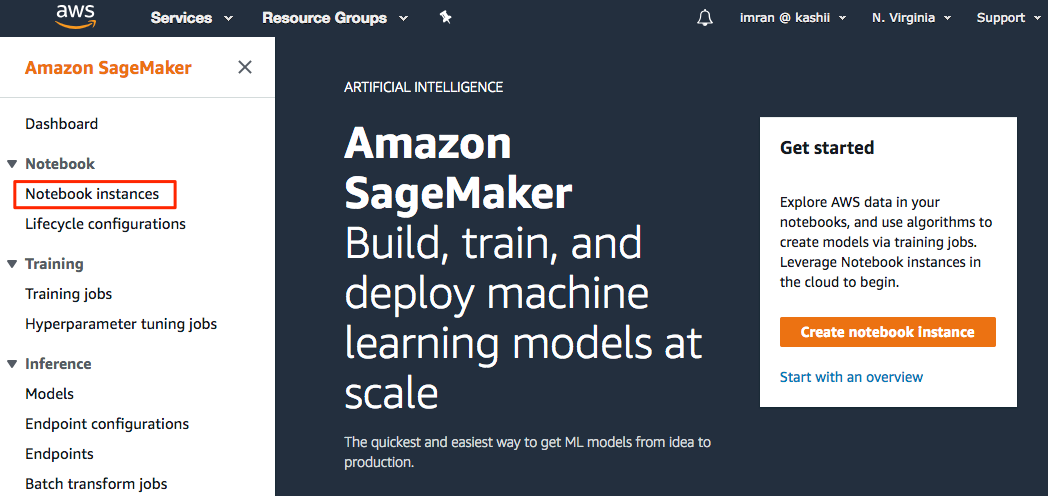 aws
Services
Resource Groups
imran @ kashii
N. Virginia
Support
Amazon SageMaker
Dashboard
Notebook
Notebook instances
Lifecycle configurations
Training
Training jobs
Hyperparameter tuning jobs
Inference
Models
Endpoint configurations
Endpoints
Batch transform jobs
ARTIFICIAL INTELLIGENCE
Amazon
SageMaker
Build, train, and
deploy machine
learning models at
scale
The quickest and easiest way to get ML models from idea to
production.
Get started
Explore AWS data in your
notebooks, and use algorithms to
create models via training jobs.
Leverage Notebook instances in
the cloud to begin.
Create notebook instance
Start with an overview